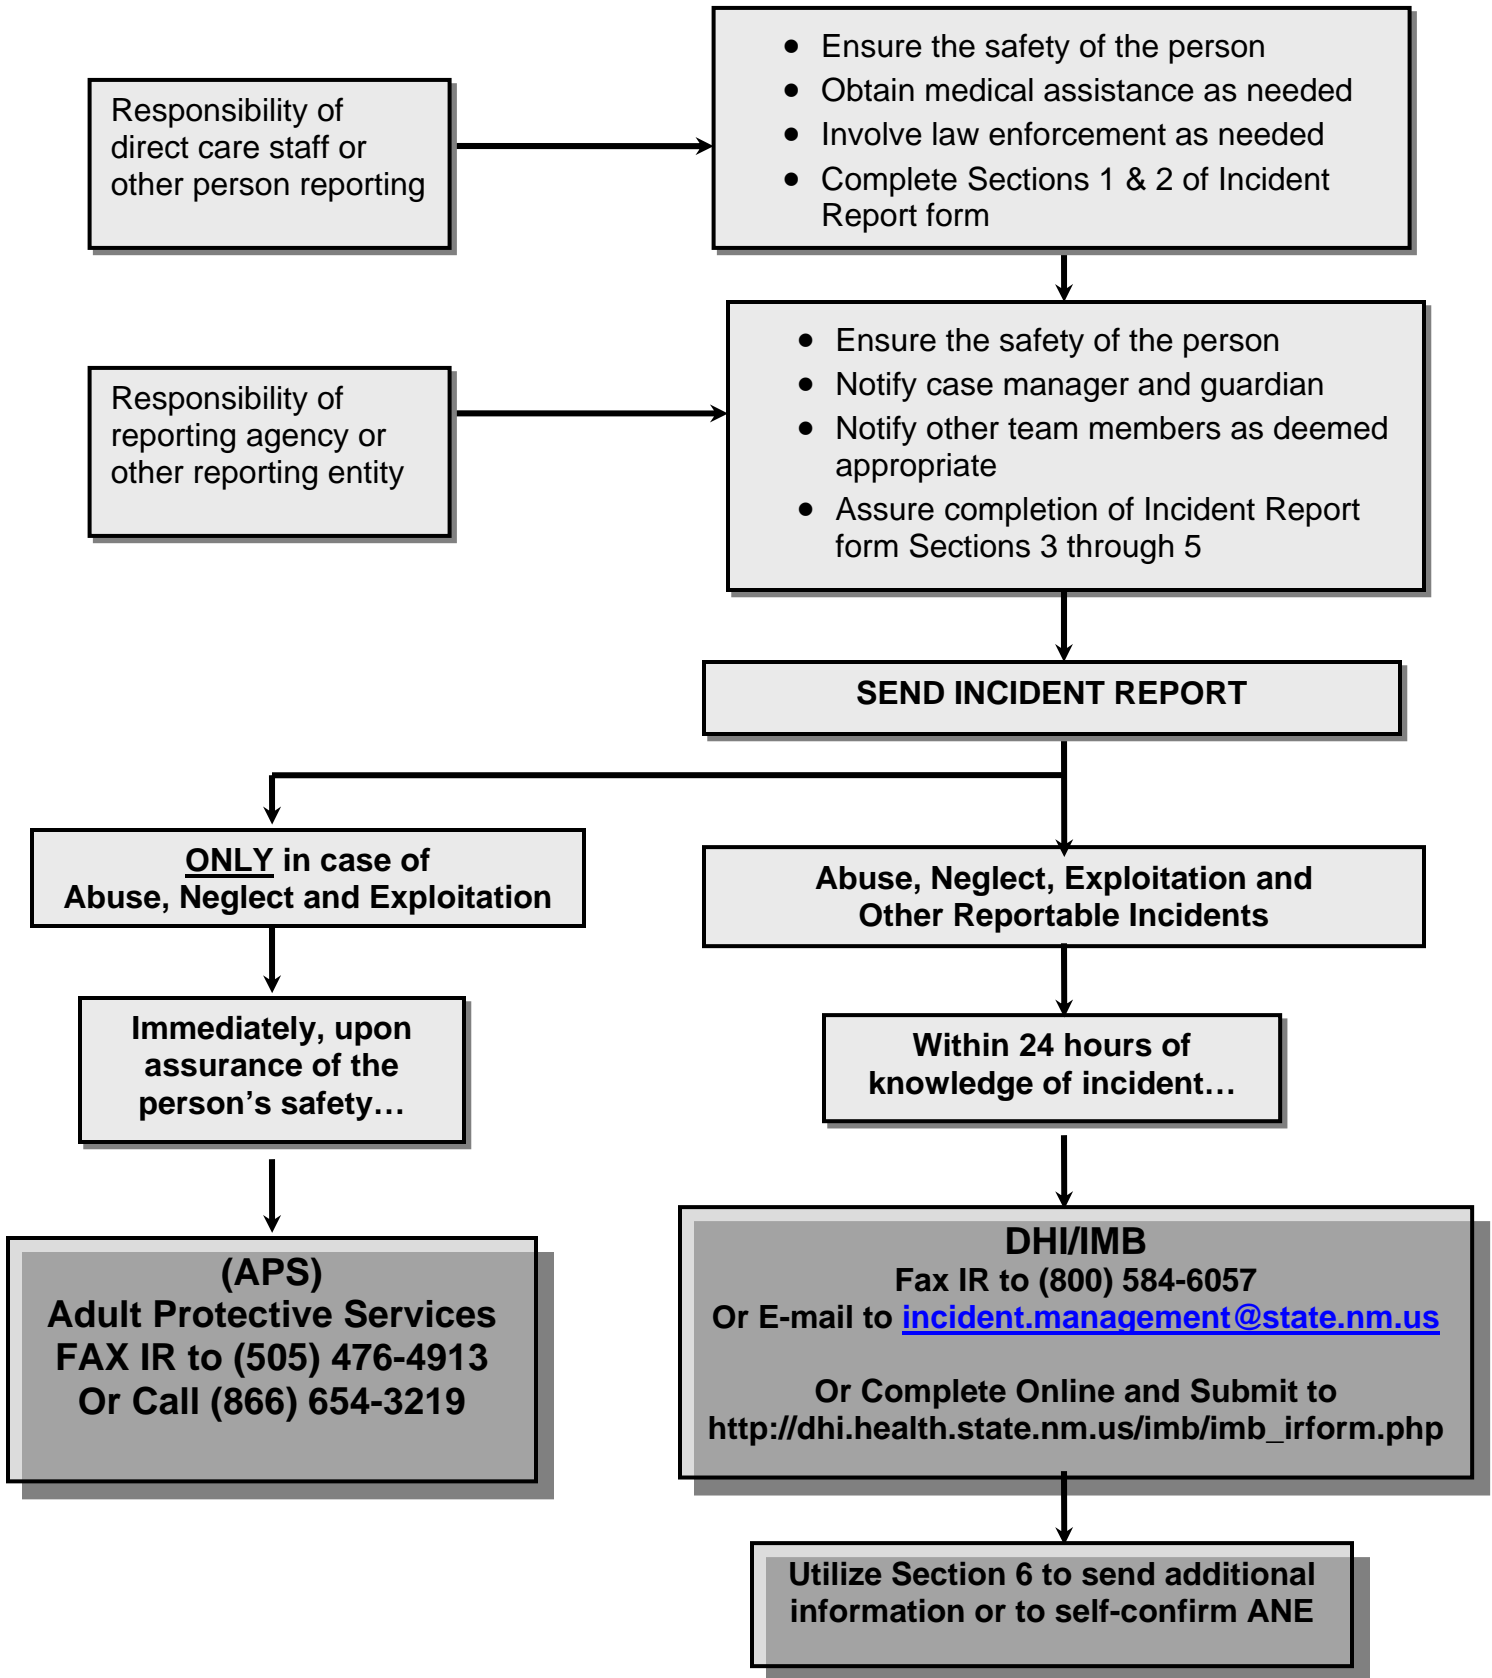 Responsibility of
direct care staff or
other person reporting
• Ensure the safety of the person
• Obtain medical assistance as needed
• Involve law enforcement as needed
• Complete Sections 1 & 2 of Incident
Report form
Responsibility of
reporting agency or
other reporting entity
• Ensure the safety of the person
• Notify case manager and guardian
• Notify other team members as deemed
appropriate
• Assure completion of Incident Report
form Sections 3 through 5
SEND INCIDENT REPORT
ONLY in case of
Abuse, Neglect and Exploitation
Immediately, upon
assurance of the
person’s safety…
(APS)
Adult Protective Services
FAX IR to (505) 476-4913
Or Call (866) 654-3219
Abuse, Neglect, Exploitation and
Other Reportable Incidents
Within 24 hours of
knowledge of incident…
DHI/IMB
Fax IR to (800) 584-6057
Or E-mail to incident.management@state.nm.us
Or Complete Online and Submit to
http://dhi.health.state.nm.us/imb/imb_irform.php
Utilize Section 6 to send additional
information or to self-confirm ANE